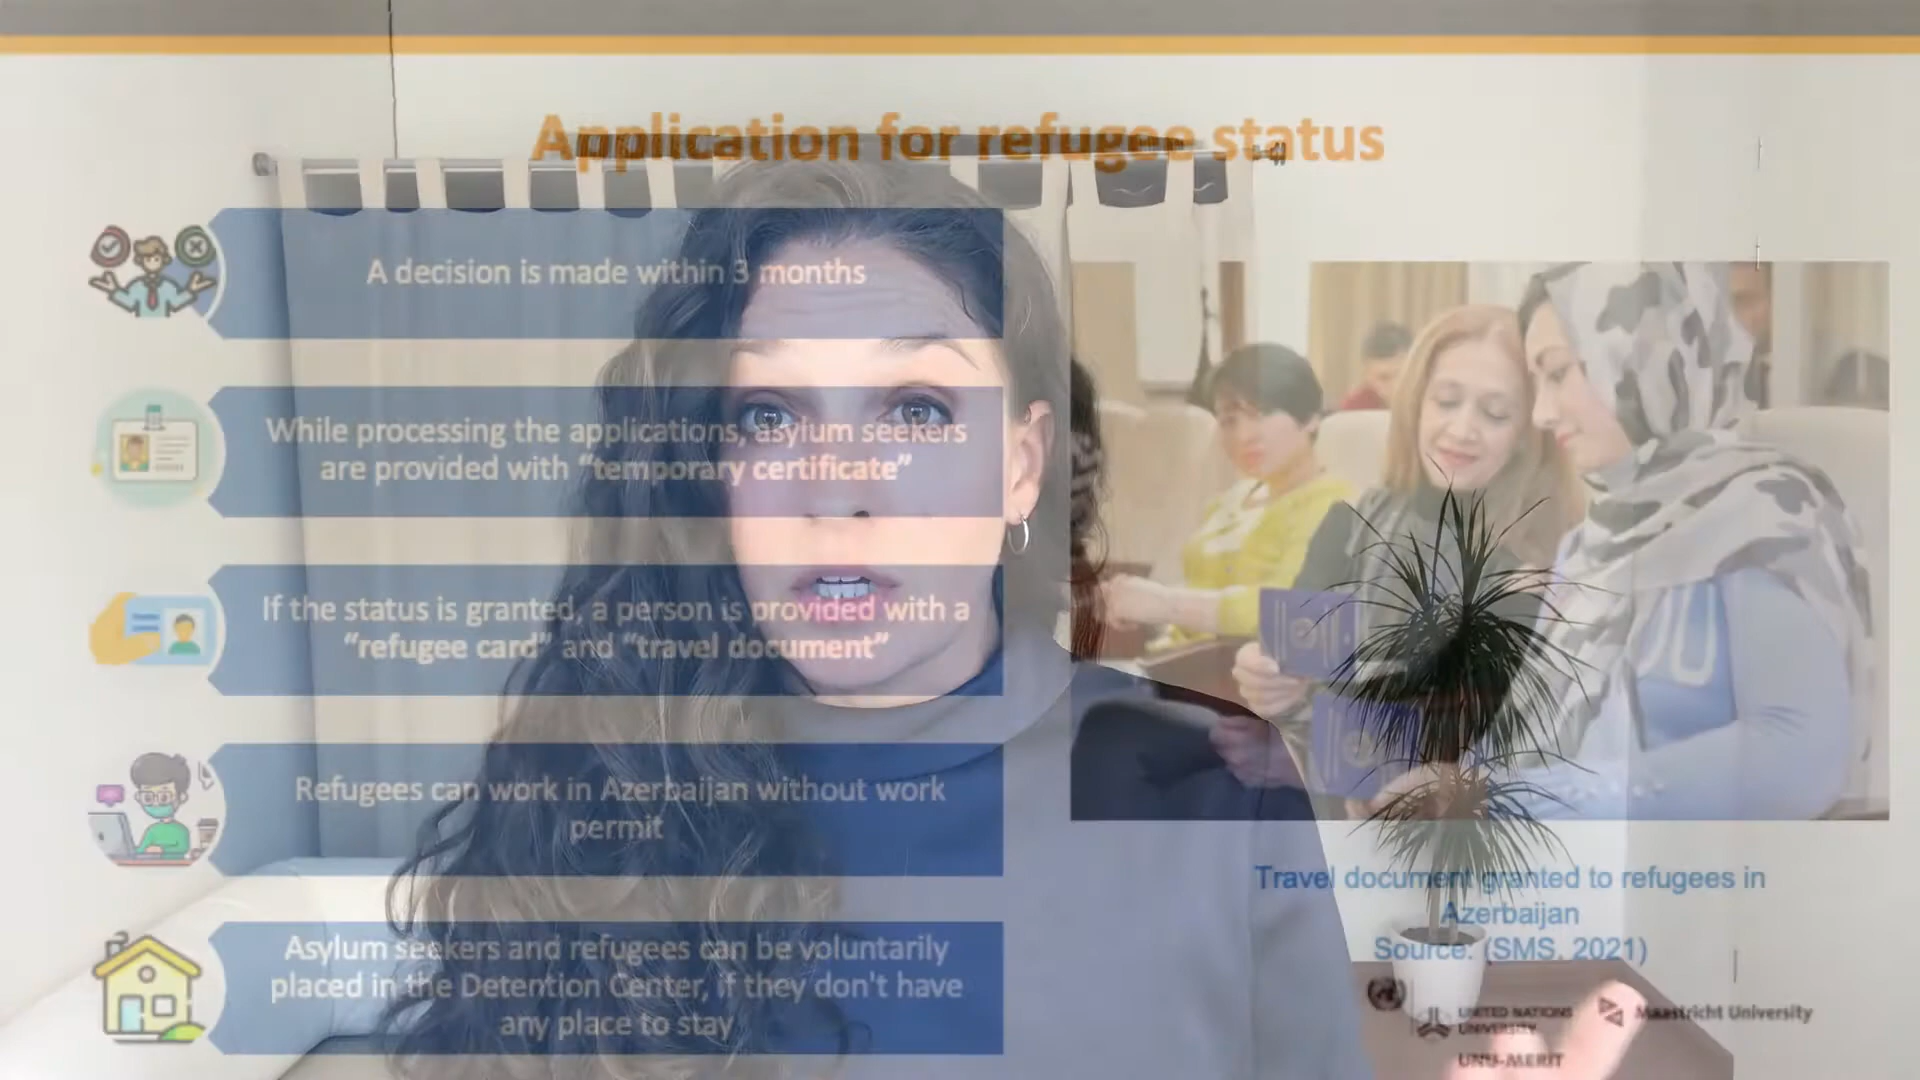 Application for refugee status
A decision is made within 3 months
While processing the applications, asylum seekers
are provided with “temporary certificate”
If the status is granted, a person is provided with a
“refugee card” and “travel document”
Refugees can work in Azerbaijan without work
permit
Asylum seekers and refugees can be voluntarily
placed in the Detention Center, if they don't have
any place to stay
Travel document granted to refugees in
Azerbaijan
Source: (SMS, 2021)
UNITED NATIONS
UNIVERSITY
UNU-MERIT
Maastricht University